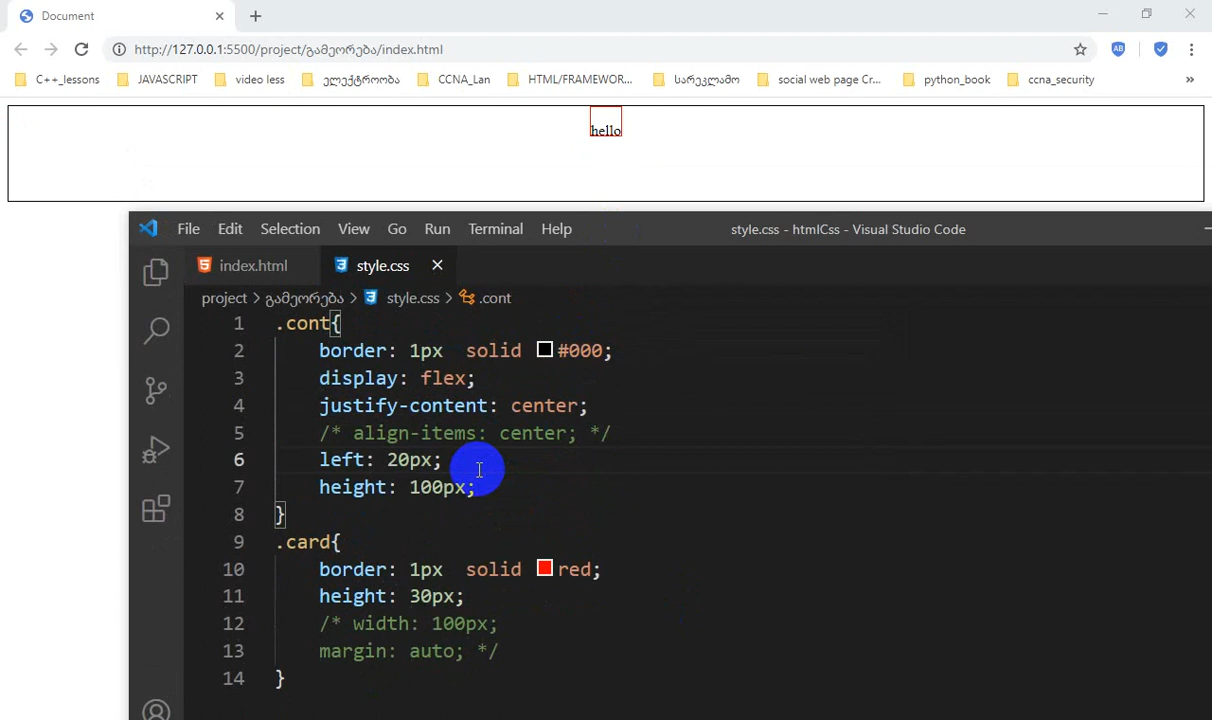 Document
http://127.0.0.1:5500/project/გამეორება/index.html
AB
C++_lessons JAVASCRIPT video less ელექტროობა CCNA_Lan HTML/FRAMEWOR... სარეკლამო social web page Cr... python_book ccna_security »
hello
File Edit Selection View Go Run Terminal Help style.css - htmlCss - Visual Studio Code
index.html style.css
project > გამეორება > style.css > .cont
1 .cont{
2 border: 1px solid #000;
3 display: flex;
4 justify-content: center;
5 /* align-items: center; */
6 left: 20px;
7 height: 100px;
8 }
9 .card{
10 border: 1px solid red;
11 height: 30px;
12 /* width: 100px;
13 margin: auto; */
14 }